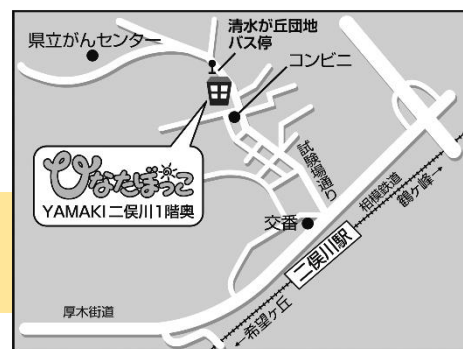 清水が丘団地
バス停
県立がんセンター
コンビニ
ひなたぼっこ
YAMAKI二俣川1階奥
試験場通り
相模鉄道
鶴ケ峰
交番
二俣川駅
希望ケ丘
厚木街道